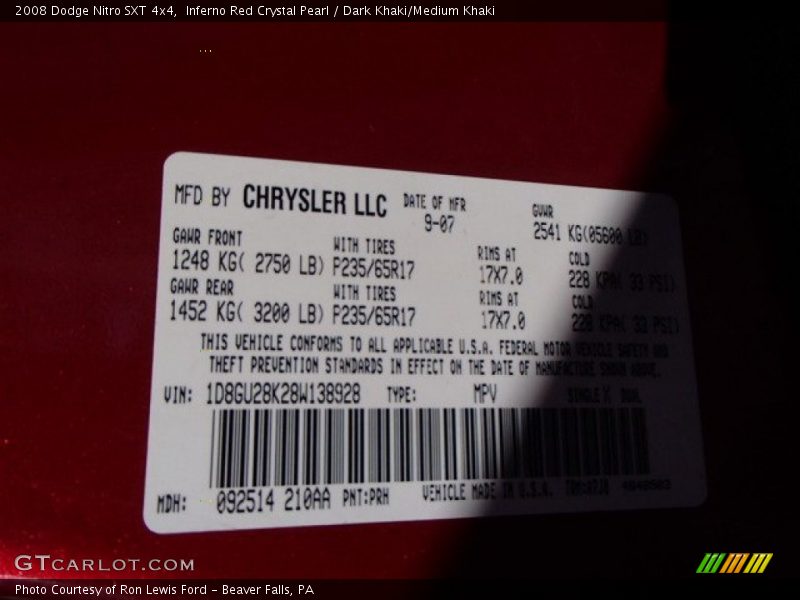 2008 Dodge Nitro SXT 4x4,  Inferno Red Crystal Pearl / Dark Khaki/Medium Khaki
...
MFD BY CHRYSLER LLC DATE OF MFR GVWR
9-07 2541 KG(05600 LB)
GAWR FRONT WITH TIRES RIMS AT COLD
1248 KG( 2750 LB) P235/65R17 17X7.0 228 KPA( 33 PSI)
GAWR REAR WITH TIRES RIMS AT COLD
1452 KG( 3200 LB) P235/65R17 17X7.0 228 KPA( 33 PSI)
THIS VEHICLE CONFORMS TO ALL APPLICABLE U.S.A. FEDERAL MOTOR VEHICLE SAFETY AND
THEFT PREVENTION STANDARDS IN EFFECT ON THE DATE OF MANUFACTURE SHOWN ABOVE.
VIN: 1D8GU28K28W138928 TYPE: MPV SINGLE X DUAL
MDH: 092514 210AA PNT:PRH VEHICLE MADE IN U.S.A.
GTCARLOT.COM
Photo Courtesy of Ron Lewis Ford - Beaver Falls, PA